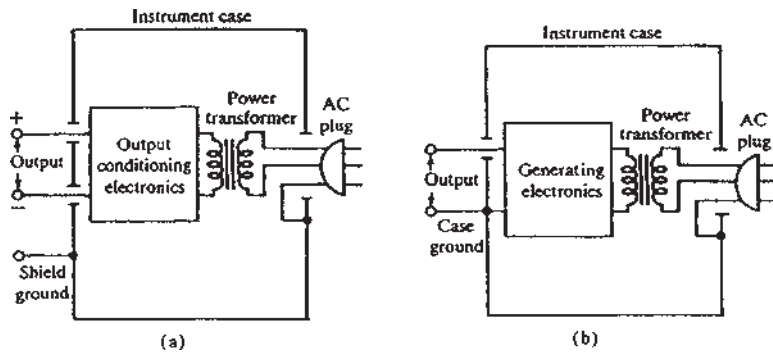 Instrument case
+
Output
−
Output
conditioning
electronics
Power
transformer
AC
plug
Shield
ground
(a)
Instrument case
Output
Generating
electronics
Power
transformer
AC
plug
Case
ground
(b)